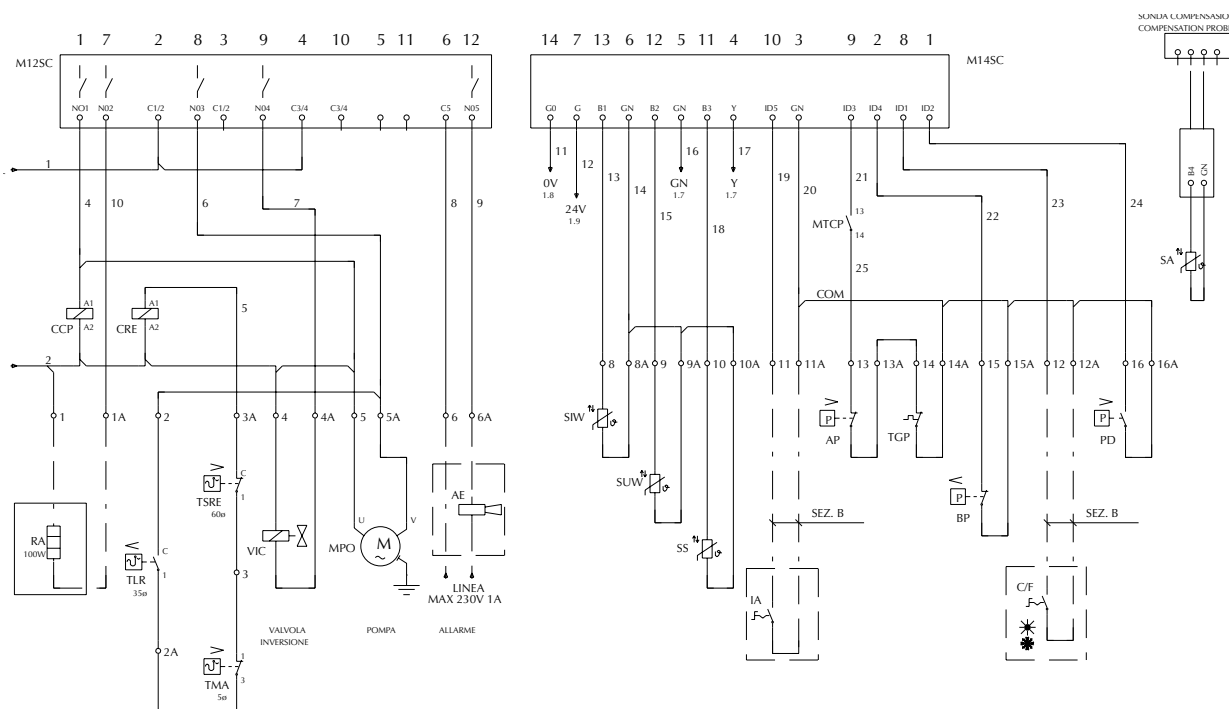 SONDA COMPENSASIO
COMPENSATION PROB
1 7 2 8 3 9 4 10 5 11 6 12
14 7 13 6 12 5 11 4 10 3 9 2 8 1
M12SC
M14SC
NO1 N02 C1/2 N03 C1/2 N04 C3/4 C3/4 C5 N05
G0 G B1 GN B2 GN B3 Y ID5 GN ID3 ID4 ID1 ID2
1
11 12 16 17
0V GN Y
1.8 1.7 1.7
24V
1.9
4 10 6 7 8 9
13 14 15 18 19 20 21 22 23 24
B4 GN
13
MTCP
14
25
SA
COM
A1 A1
CCP CRE
A2 A2
5
2
8 8A 9 9A 10 10A 11 11A 13 13A 14 14A 15 15A 12 12A 16 16A
1 1A 2 3A 4 4A 5 5A 6 6A
SIW
P
AP
TGP
P
PD
C
TSRE
1
60ø
SUW
P
BP
AE
SEZ. B
SEZ. B
U V
RA
100W
VIC
MPO
M
~
SS
C
TLR
1
35ø
3
LINEA
MAX 230V 1A
IA
C/F
VALVOLA
INVERSIONE
POMPA
ALLARME
2A
1
TMA
3
5ø